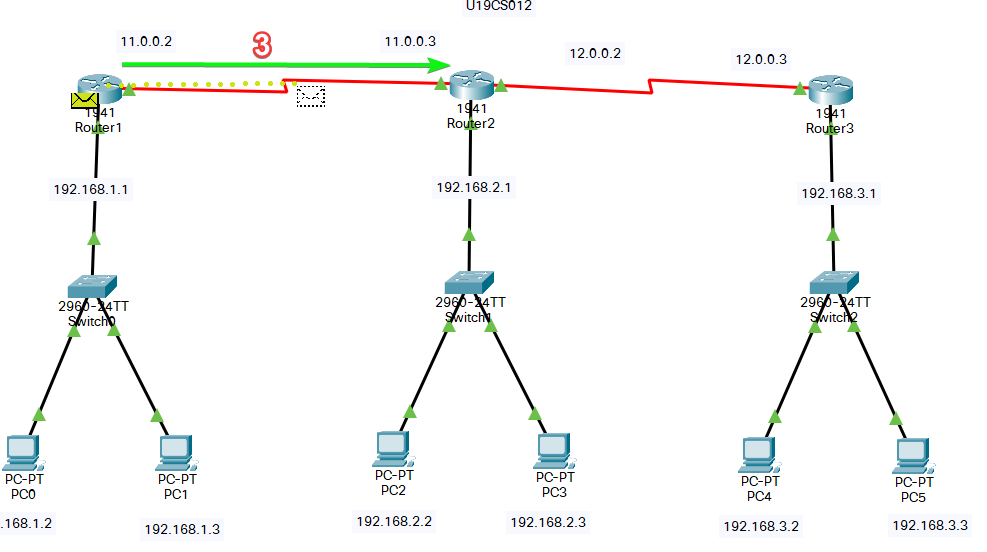 U19CS012
11.0.0.2
3
11.0.0.3
12.0.0.2
12.0.0.3
1941
Router1
1941
Router2
1941
Router3
192.168.1.1
192.168.2.1
192.168.3.1
2960-24TT
Switch0
2960-24TT
Switch1
2960-24TT
Switch2
PC-PT
PC0
PC-PT
PC1
PC-PT
PC2
PC-PT
PC3
PC-PT
PC4
PC-PT
PC5
.168.1.2
192.168.1.3
192.168.2.2
192.168.2.3
192.168.3.2
192.168.3.3